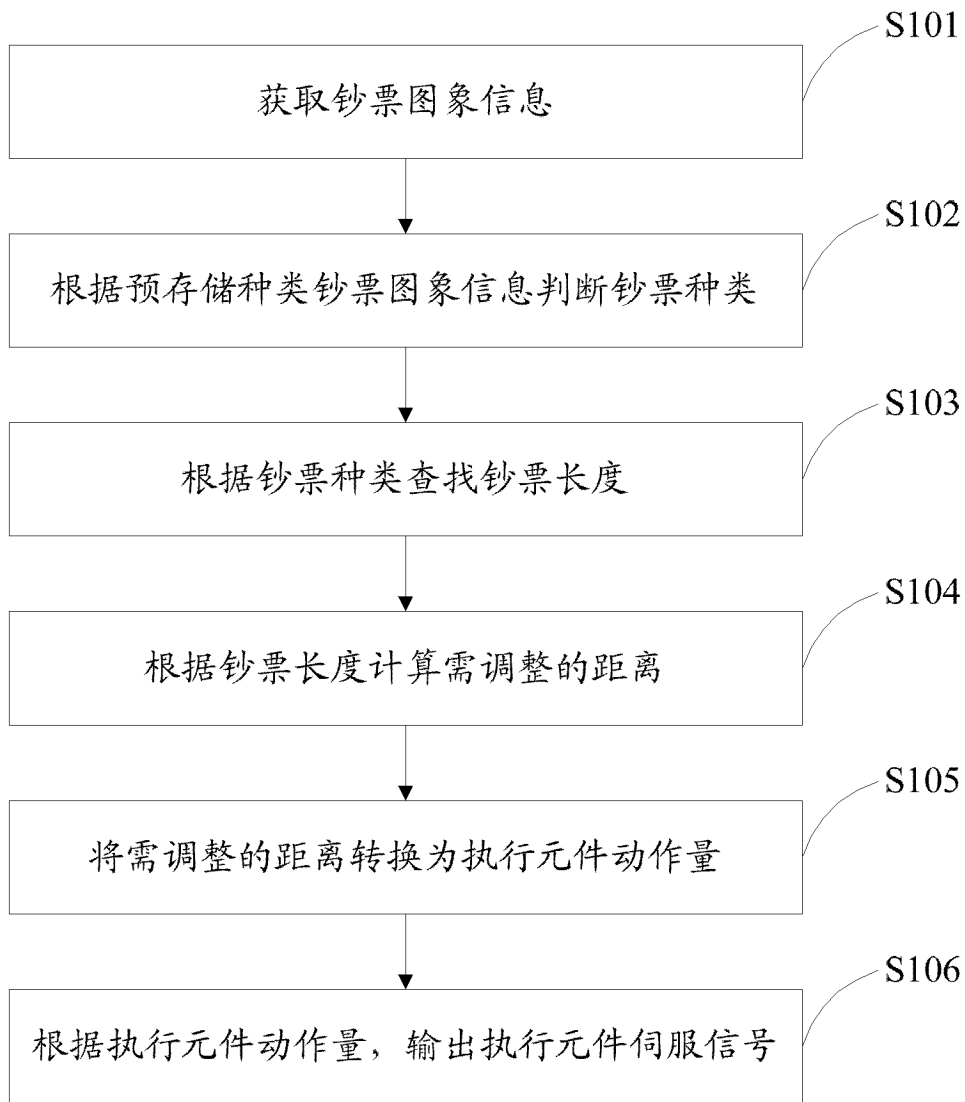 S101
获取钞票图象信息
S102
根据预存储种类钞票图象信息判断钞票种类
S103
根据钞票种类查找钞票长度
S104
根据钞票长度计算需调整的距离
S105
将需调整的距离转换为执行元件动作量
S106
根据执行元件动作量，输出执行元件伺服信号